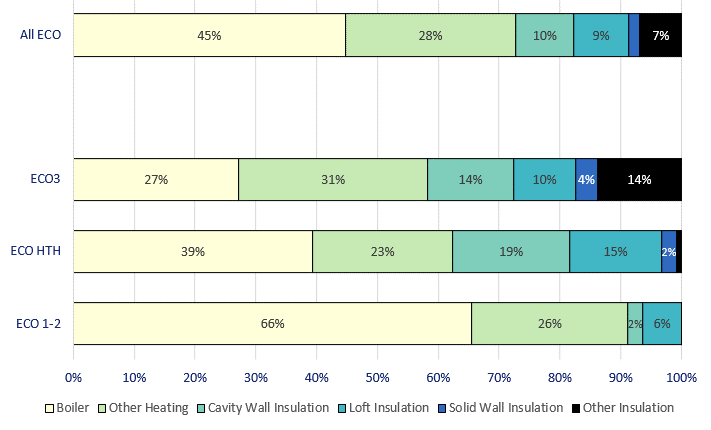 All ECO 45% 28% 10% 9% 7%
ECO3 27% 31% 14% 10% 4% 14%
ECO HTH 39% 23% 19% 15% 2%
ECO 1-2 66% 26% 2% 6%
0% 10% 20% 30% 40% 50% 60% 70% 80% 90% 100%
Boiler Other Heating Cavity Wall Insulation Loft Insulation Solid Wall Insulation Other Insulation